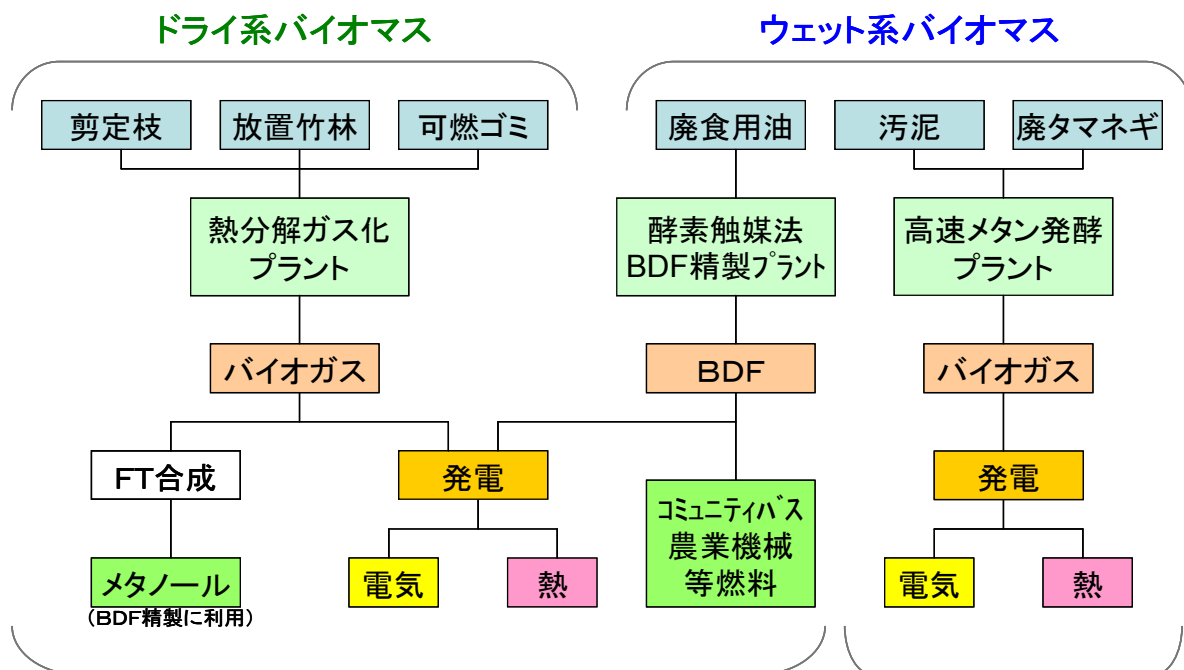 ドライ系バイオマス
ウェット系バイオマス
剪定枝
放置竹林
可燃ゴミ
廃食用油
汚泥
廃タマネギ
熱分解ガス化
プラント
酵素触媒法
BDF精製ﾌﾟﾗﾝﾄ
高速メタン発酵
プラント
バイオガス
ＢＤＦ
バイオガス
ＦＴ合成
発電
ｺﾐｭﾆﾃｨﾊﾞｽ
農業機械
等燃料
発電
メタノール
（BDF精製に利用）
電気
熱
電気
熱